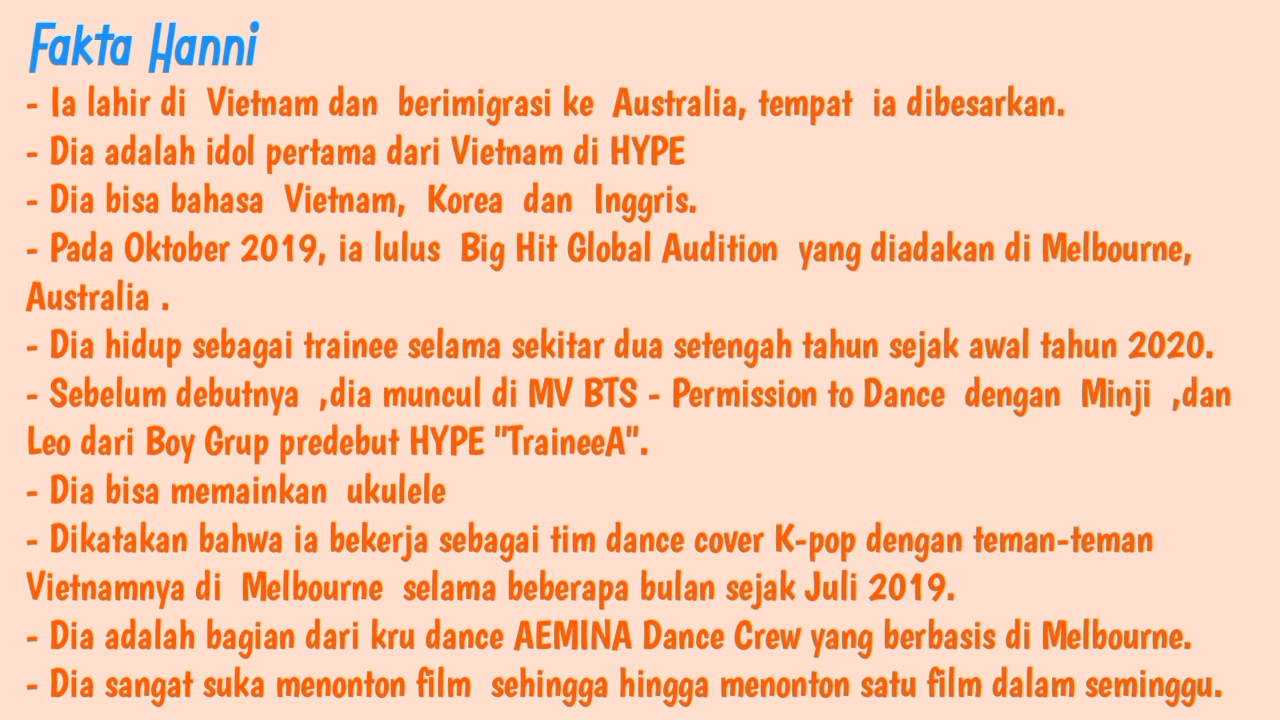 Fakta Hanni
- Ia lahir di Vietnam dan berimigrasi ke Australia, tempat ia dibesarkan.
- Dia adalah idol pertama dari Vietnam di HYPE
- Dia bisa bahasa Vietnam, Korea dan Inggris.
- Pada Oktober 2019, ia lulus Big Hit Global Audition yang diadakan di Melbourne,
Australia .
- Dia hidup sebagai trainee selama sekitar dua setengah tahun sejak awal tahun 2020.
- Sebelum debutnya ,dia muncul di MV BTS - Permission to Dance dengan Minji ,dan
Leo dari Boy Grup predebut HYPE "TraineeA".
- Dia bisa memainkan ukulele
- Dikatakan bahwa ia bekerja sebagai tim dance cover K-pop dengan teman-teman
Vietnamnya di Melbourne selama beberapa bulan sejak Juli 2019.
- Dia adalah bagian dari kru dance AEMINA Dance Crew yang berbasis di Melbourne.
- Dia sangat suka menonton film sehingga hingga menonton satu film dalam seminggu.